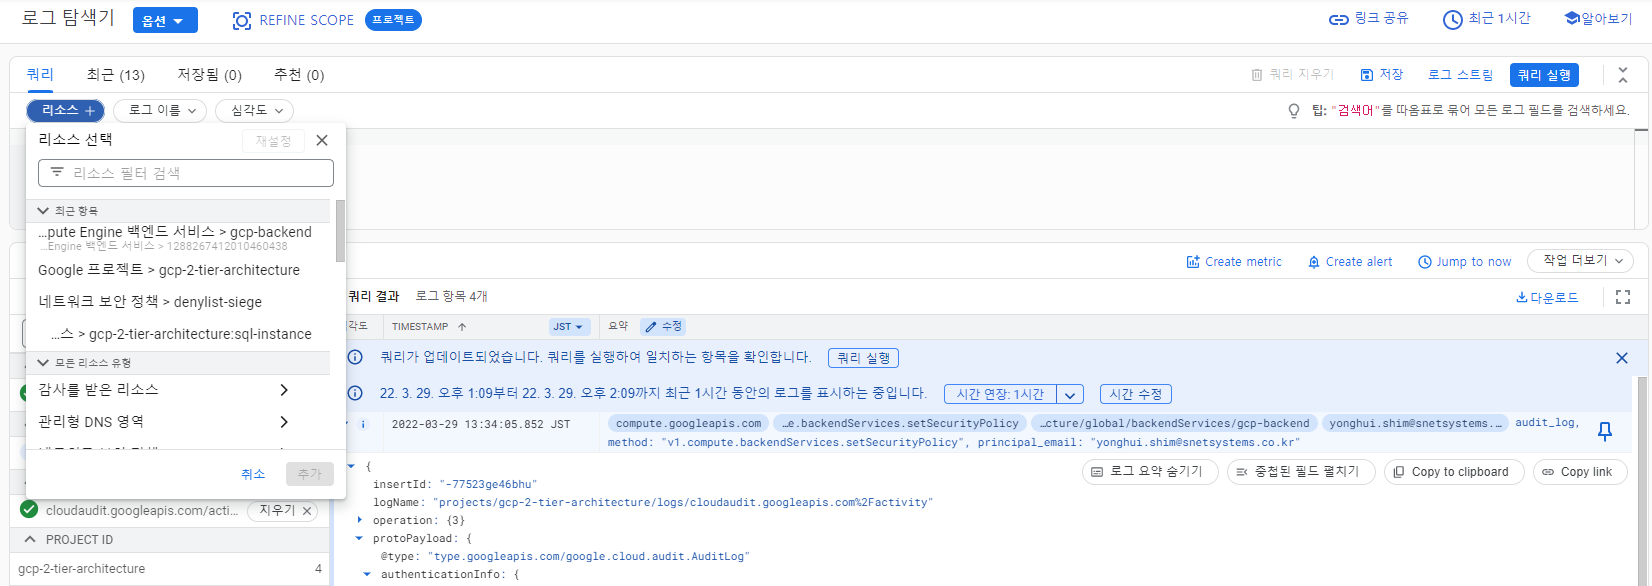 로그 탐색기 옵션 REFINE SCOPE 프로젝트 링크 공유 최근 1시간 알아보기
쿼리 최근 (13) 저장됨 (0) 추천 (0) 쿼리 지우기 저장 로그 스트림 쿼리 실행
리소스 + 로그 이름 심각도 팁: "검색어"를 따옴표로 묶어 모든 로그 필드를 검색하세요.
리소스 선택 재설정
리소스 필터 검색
최근 항목
...pute Engine 백엔드 서비스 > gcp-backend
...Engine 백엔드 서비스 > 1288267412010460438
Google 프로젝트 > gcp-2-tier-architecture
네트워크 보안 정책 > denylist-siege
...스 > gcp-2-tier-architecture:sql-instance
모든 리소스 유형
감사를 받은 리소스
관리형 DNS 영역
취소 추가
cloudaudit.googleapis.com/acti... 지우기
PROJECT ID
gcp-2-tier-architecture 4
Create metric Create alert Jump to now 작업 더보기
쿼리 결과 로그 항목 4개 다운로드
각도 TIMESTAMP JST 요약 수정
쿼리가 업데이트되었습니다. 쿼리를 실행하여 일치하는 항목을 확인합니다. 쿼리 실행
22. 3. 29. 오후 1:09부터 22. 3. 29. 오후 2:09까지 최근 1시간 동안의 로그를 표시하는 중입니다. 시간 연장: 1시간 시간 수정
2022-03-29 13:34:05.852 JST compute.googleapis.com ...e.backendServices.setSecurityPolicy ...cture/global/backendServices/gcp-backend yonghui.shim@snetsystems.... audit_log,
method: "v1.compute.backendServices.setSecurityPolicy", principal_email: "yonghui.shim@snetsystems.co.kr"
{ 로그 요약 숨기기 중첩된 필드 펼치기 Copy to clipboard Copy link
insertId: "-77523ge46bhu"
logName: "projects/gcp-2-tier-architecture/logs/cloudaudit.googleapis.com%2Factivity"
operation: {3}
protoPayload: {
@type: "type.googleapis.com/google.cloud.audit.AuditLog"
authenticationInfo: {